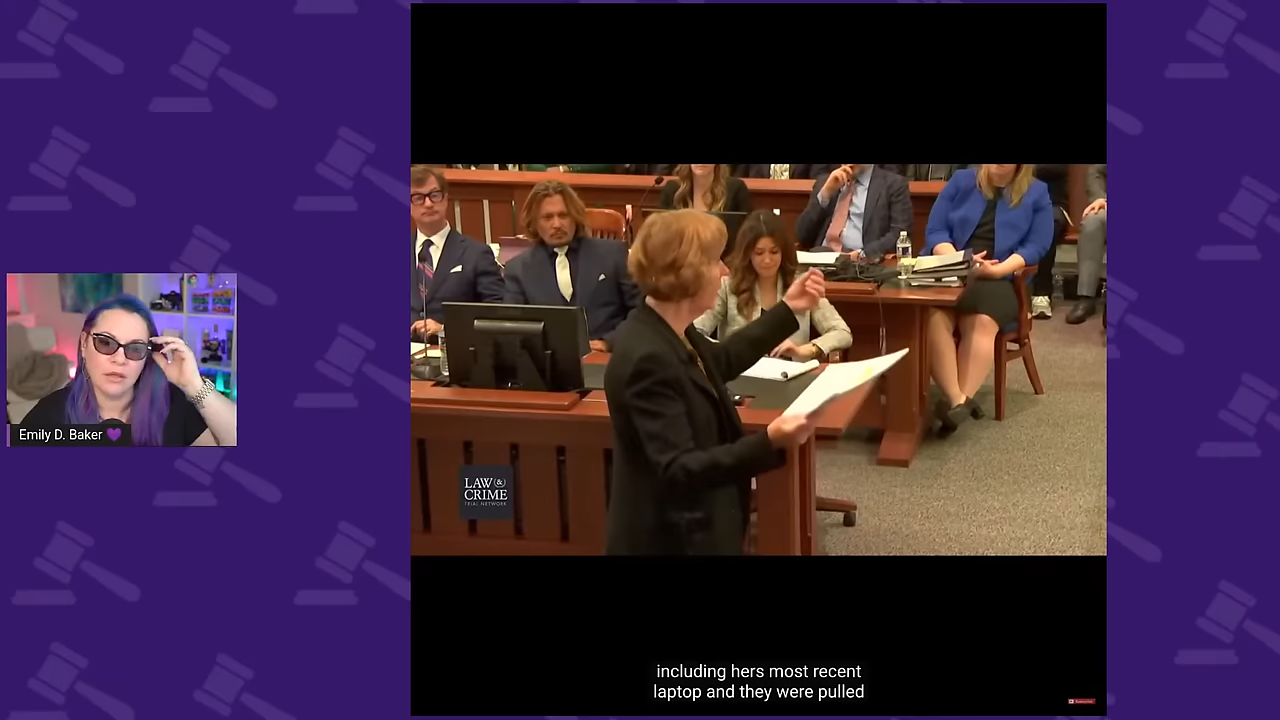 Emily D. Baker 💜
LAW &
CRIME
TRIAL NETWORK
including hers most recent
laptop and they were pulled